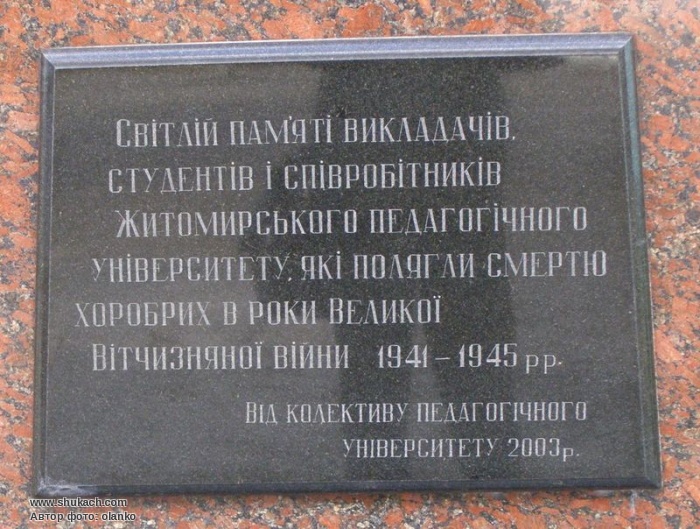 Світлій пам'яті викладачів,
студентів і співробітників
Житомирського педагогічного
університету, які полягли смертю
хоробрих в роки Великої
Вітчизняної війни 1941 – 1945 рр.
Від колективу педагогічного
університету 2003р.
www.shukach.com
Автор фото: olanko